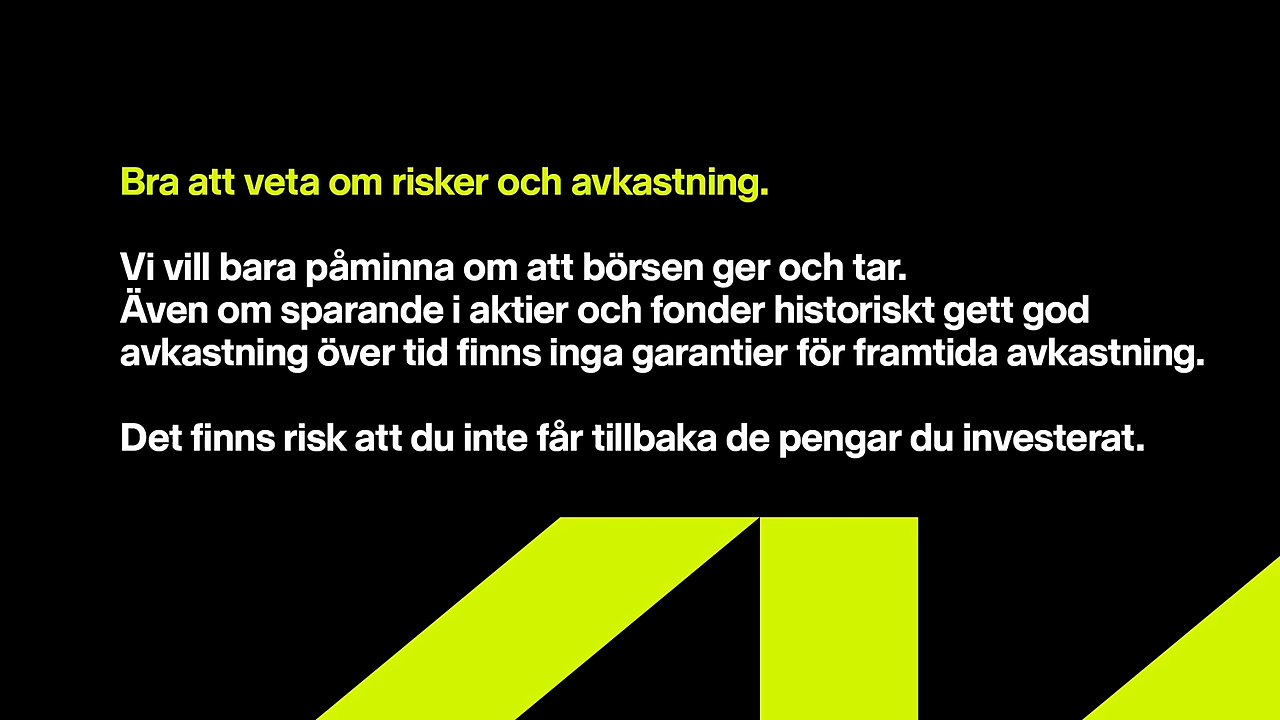 Bra att veta om risker och avkastning.
Vi vill bara påminna om att börsen ger och tar.
Även om sparande i aktier och fonder historiskt gett god
avkastning över tid finns inga garantier för framtida avkastning.
Det finns risk att du inte får tillbaka de pengar du investerat.